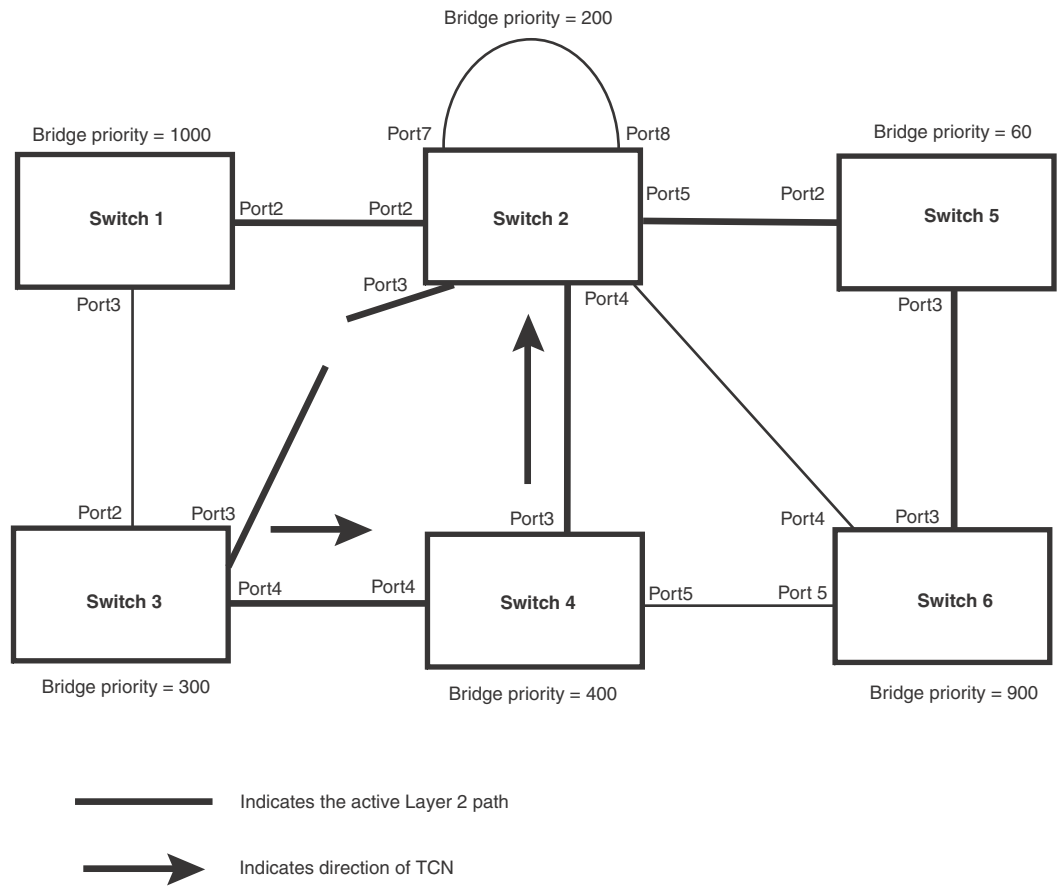 Bridge priority = 200
Port7
Port8
Bridge priority = 1000
Bridge priority = 60
Switch 1
Port2
Port2
Switch 2
Port5
Port2
Switch 5
Port3
Port3
Port4
Port3
Port2
Port3
Port3
Port4
Port3
Switch 3
Port4
Port4
Switch 4
Port5
Port 5
Switch 6
Bridge priority = 300
Bridge priority = 400
Bridge priority = 900
Indicates the active Layer 2 path
Indicates direction of TCN